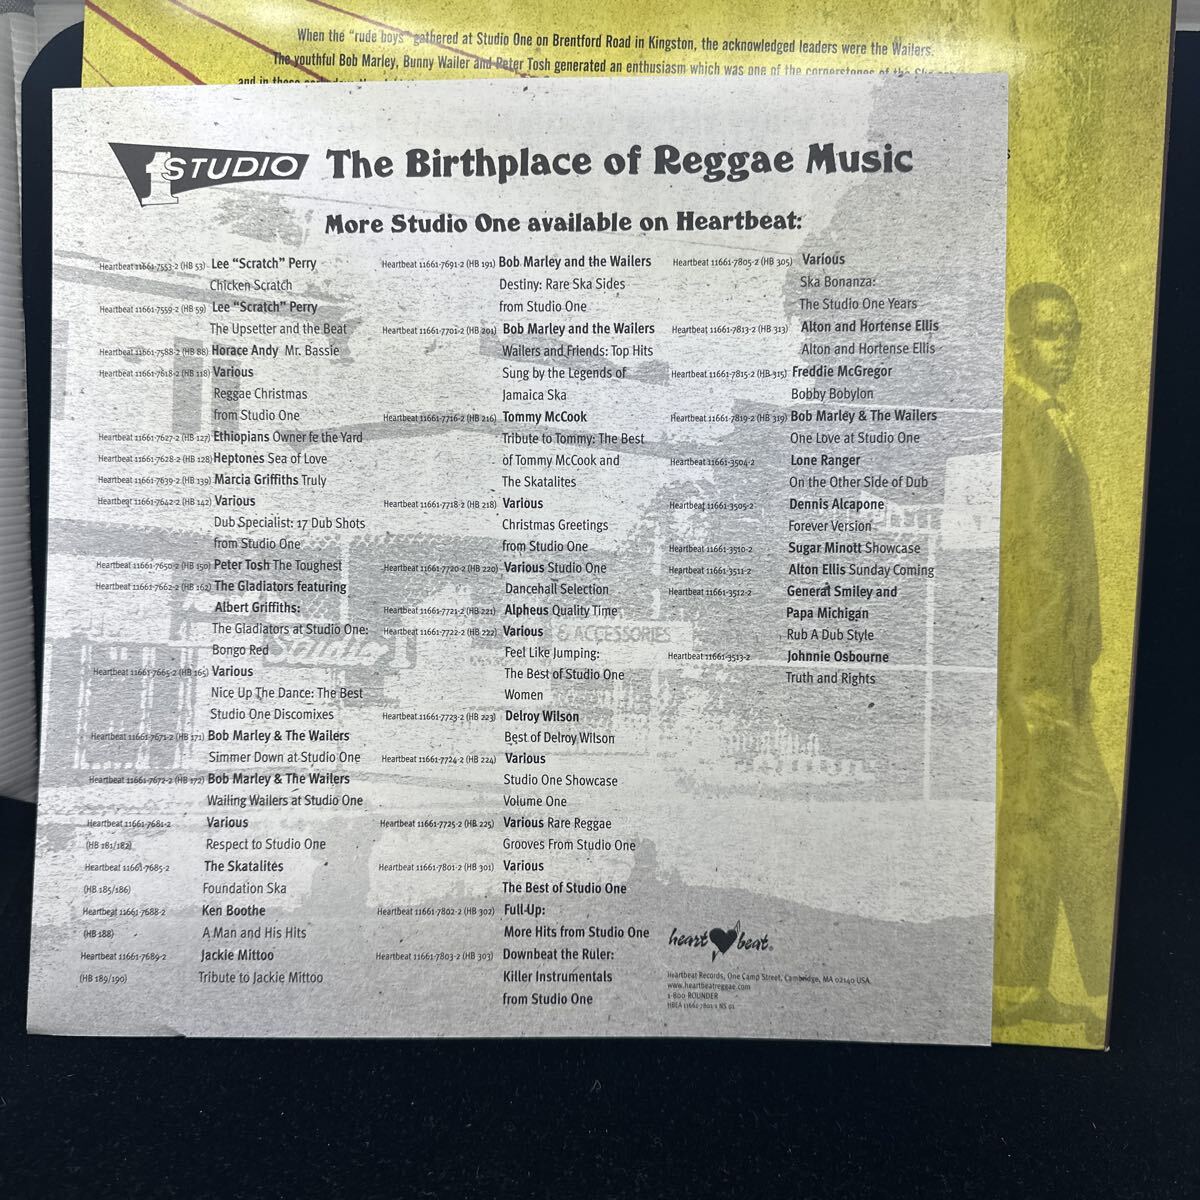 When the "rude boys" gathered at Studio One on Brentford Road in Kingston, the acknowledged leaders were the Wailers.
The youthful Bob Marley, Bunny Wailer and Peter Tosh generated an enthusiasm which was one of the cornerstones of the
and in these
1 STUDIO The Birthplace of Reggae Music
More Studio One available on Heartbeat:
Heartbeat 11661-7553-2 (HB 53) Lee "Scratch" Perry
Chicken Scratch
Heartbeat 11661-7559-2 (HB 59) Lee "Scratch" Perry
The Upsetter and the Beat
Heartbeat 11661-7588-2 (HB 88) Horace Andy Mr. Bassie
Heartbeat 11661-7618-2 (HB 118) Various
Reggae Christmas
from Studio One
Heartbeat 11661-7627-2 (HB 127) Ethiopians Owner fe the Yard
Heartbeat 11661-7628-2 (HB 128) Heptones Sea of Love
Heartbeat 11661-7639-2 (HB 139) Marcia Griffiths Truly
Heartbeat 11661-7642-2 (HB 142) Various
Dub Specialist: 17 Dub Shots
from Studio One
Heartbeat 11661-7650-2 (HB 150) Peter Tosh The Toughest
Heartbeat 11661-7662-2 (HB 162) The Gladiators featuring
Albert Griffiths:
The Gladiators at Studio One:
Bongo Red
Heartbeat 11661-7665-2 (HB 165) Various
Nice Up The Dance: The Best
Studio One Discomixes
Heartbeat 11661-7671-2 (HB 171) Bob Marley & The Wailers
Simmer Down at Studio One
Heartbeat 11661-7672-2 (HB 172) Bob Marley & The Wailers
Wailing Wailers at Studio One
Heartbeat 11661-7681-2 Various
(HB 181/182) Respect to Studio One
Heartbeat 11661-7685-2 The Skatalites
(HB 185/186) Foundation Ska
Heartbeat 11661-7688-2 Ken Boothe
(HB 188) A Man and His Hits
Heartbeat 11661-7689-2 Jackie Mittoo
(HB 189/190) Tribute to Jackie Mittoo
Heartbeat 11661-7691-2 (HB 191) Bob Marley and the Wailers
Destiny: Rare Ska Sides
from Studio One
Heartbeat 11661-7701-2 (HB 201) Bob Marley and the Wailers
Wailers and Friends: Top Hits
Sung by the Legends of
Jamaica Ska
Heartbeat 11661-7716-2 (HB 216) Tommy McCook
Tribute to Tommy: The Best
of Tommy McCook and
The Skatalites
Heartbeat 11661-7718-2 (HB 218) Various
Christmas Greetings
from Studio One
Heartbeat 11661-7720-2 (HB 220) Various Studio One
Dancehall Selection
Heartbeat 11661-7721-2 (HB 221) Alpheus Quality Time
Heartbeat 11661-7722-2 (HB 222) Various
Feel Like Jumping:
The Best of Studio One
Women
Heartbeat 11661-7723-2 (HB 223) Delroy Wilson
Best of Delroy Wilson
Heartbeat 11661-7724-2 (HB 224) Various
Studio One Showcase
Volume One
Heartbeat 11661-7725-2 (HB 225) Various Rare Reggae
Grooves From Studio One
Heartbeat 11661-7801-2 (HB 301) Various
The Best of Studio One
Heartbeat 11661-7802-2 (HB 302) Full-Up:
More Hits from Studio One
Heartbeat 11661-7803-2 (HB 303) Downbeat the Ruler:
Killer Instrumentals
from Studio One
Heartbeat 11661-7805-2 (HB 305) Various
Ska Bonanza:
The Studio One Years
Heartbeat 11661-7813-2 (HB 313) Alton and Hortense Ellis
Alton and Hortense Ellis
Heartbeat 11661-7815-2 (HB 315) Freddie McGregor
Bobby Bobylon
Heartbeat 11661-7819-2 (HB 319) Bob Marley & The Wailers
One Love at Studio One
Heartbeat 11661-3504-2 Lone Ranger
On the Other Side of Dub
Heartbeat 11661-3505-2 Dennis Alcapone
Forever Version
Heartbeat 11661-3510-2 Sugar Minott Showcase
Heartbeat 11661-3511-2 Alton Ellis Sunday Coming
Heartbeat 11661-3512-2 General Smiley and
Papa Michigan
Rub A Dub Style
Heartbeat 11661-3513-2 Johnnie Osbourne
Truth and Rights
Studio 1
& ACCESSORIES
heart beat.
Heartbeat Records, One Camp Street, Cambridge, MA 02140 USA
www.heartbeatreggae.com
1-800-ROUNDER
HBEA 11661-7801-1 NS 01